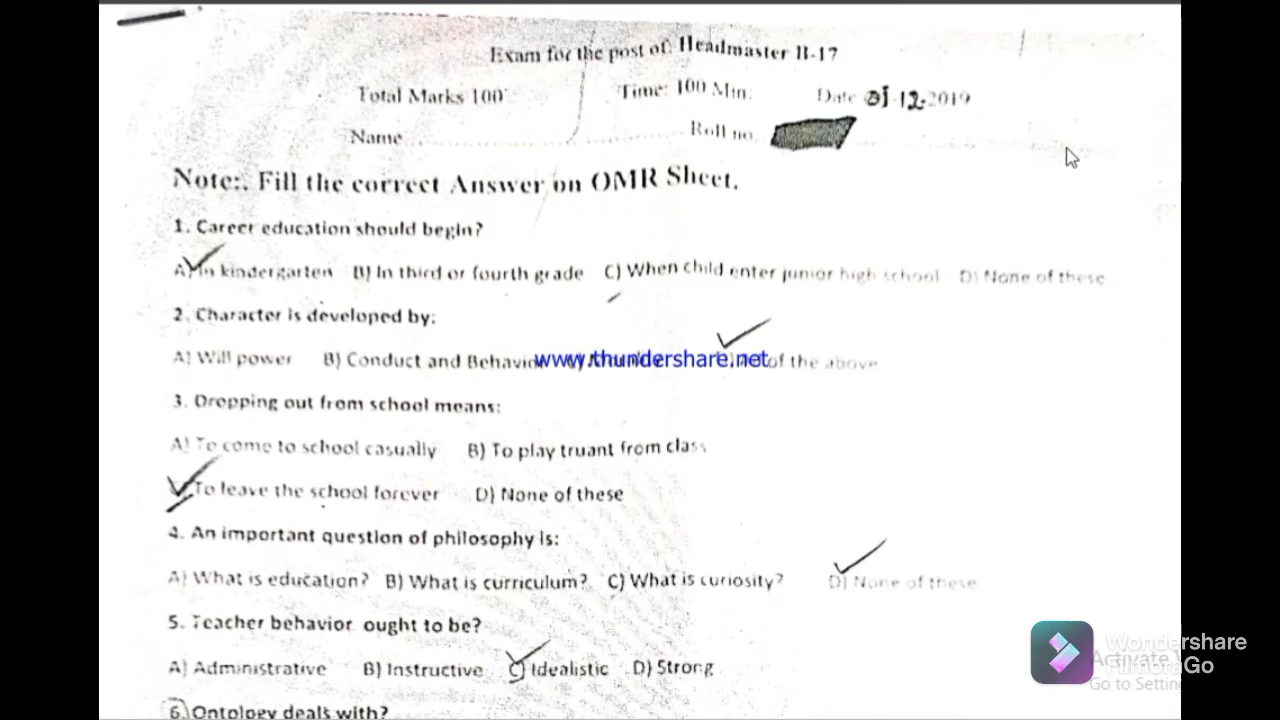 Exam for the post of: Headmaster B-17
Total Marks 100 Time: 100 Min: Date 01-12-2019
Name Roll no.
Note:. Fill the correct Answer on OMR Sheet.
1. Career education should begin?
A) In kindergarten B) In third or fourth grade C) When child enter junior high school D) None of these
2. Character is developed by:
A) Will power B) Conduct and Behavior www.thundershare.net of the above
3. Dropping out from school means:
A) To come to school casually B) To play truant from class
To leave the school forever D) None of these
4. An important question of philosophy is:
A) What is education? B) What is curriculum? C) What is curiosity? D) None of these
5. Teacher behavior ought to be?
A) Administrative B) Instructive C) Idealistic D) Strong
6. Ontology deals with?
Wondershare
Filmora Go
Activate
Go to Settin